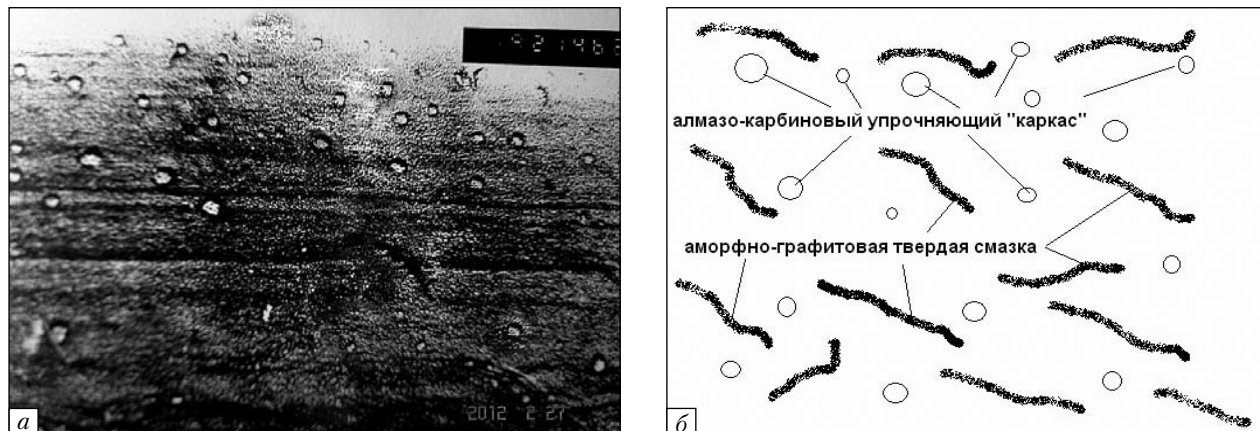 алмазо-карбиновый упрочняющий "каркас"
аморфно-графитовая твердая смазка
а
2012 2 27
б